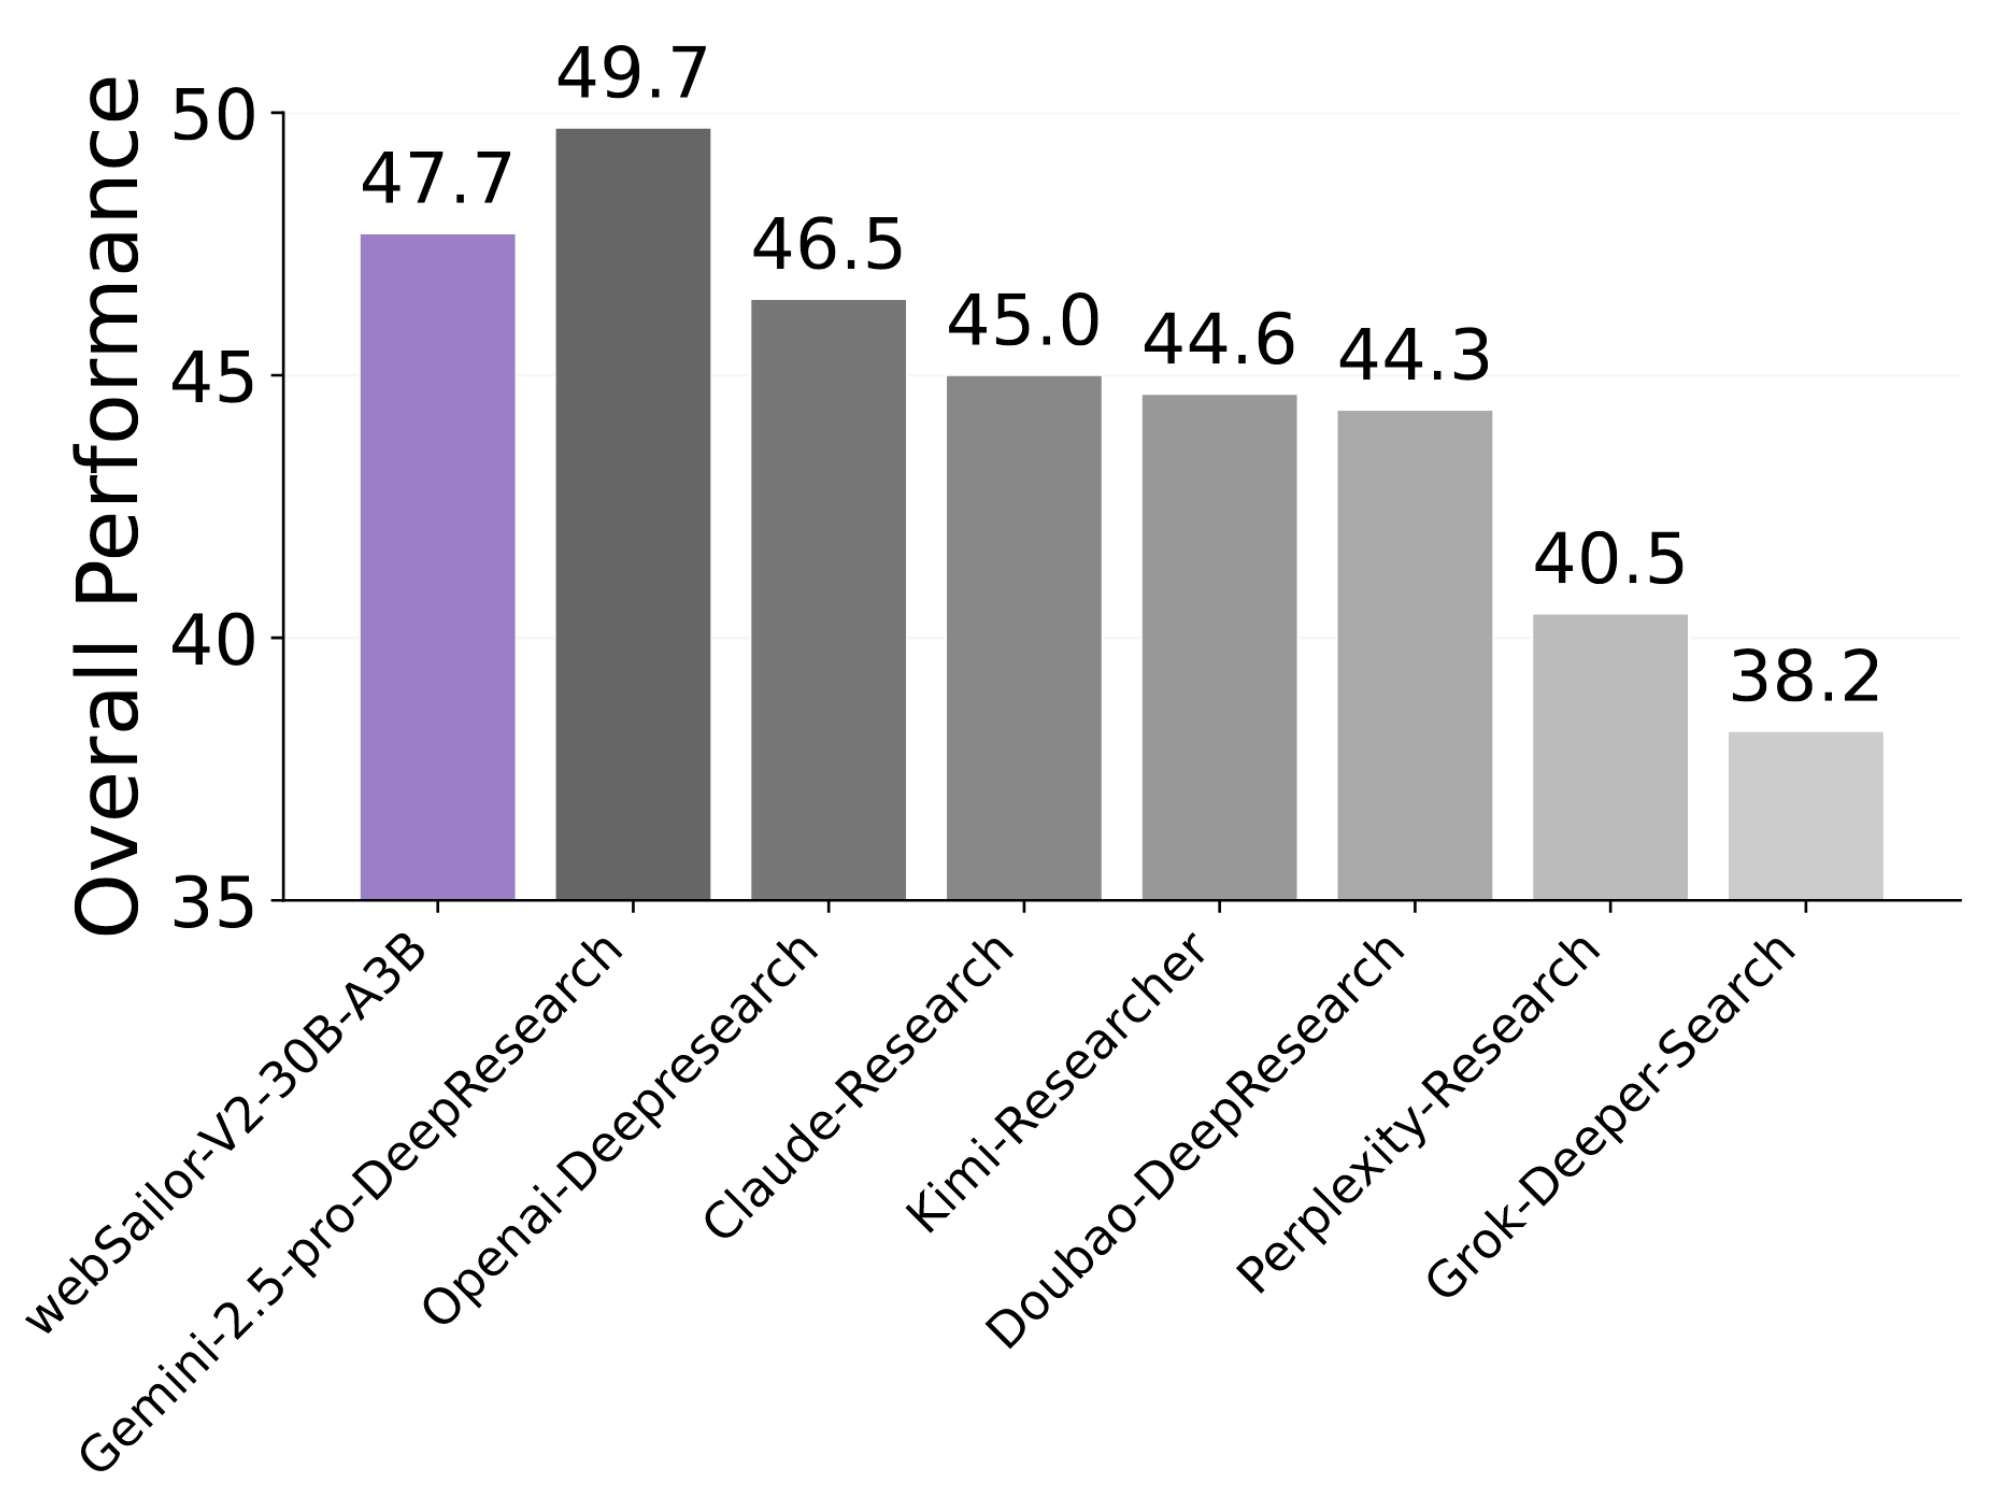 Overall Performance
50
45
40
35
47.7
49.7
46.5
45.0
44.6
44.3
40.5
38.2
webSailor-V2-30B-A3B
Gemini-2.5-pro-DeepResearch
Openai-Deepresearch
Claude-Research
Kimi-Researcher
Doubao-DeepResearch
Perplexity-Research
Grok-Deeper-Search